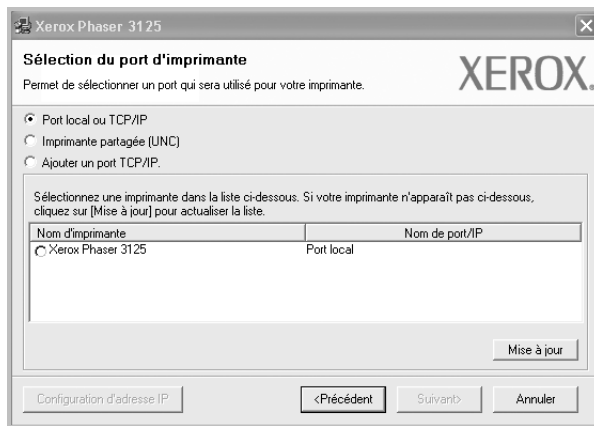 Xerox Phaser 3125
Sélection du port d'imprimante
Permet de sélectionner un port qui sera utilisé pour votre imprimante.
XEROX.
Port local ou TCP/IP
Imprimante partagée (UNC)
Ajouter un port TCP/IP.
Sélectionnez une imprimante dans la liste ci-dessous. Si votre imprimante n'apparaît pas ci-dessous,
cliquez sur [Mise à jour] pour actualiser la liste.
Nom d'imprimante Nom de port/IP
Xerox Phaser 3125 Port local
Mise à jour
Configuration d'adresse IP <Précédent Suivant> Annuler